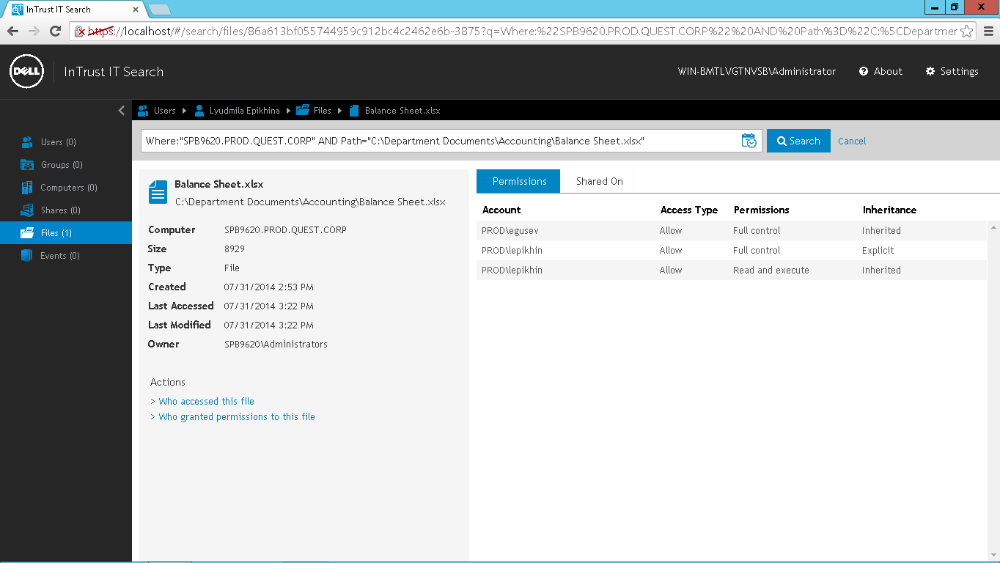 InTrust IT Search
https://localhost/#/search/files/86a613bf055744959c912bc4c2462e6b-3875?q=Where:%22SPB9620.PROD.QUEST.CORP%22%20AND%20Path%3D%22C:%5CDepartmer
DELL InTrust IT Search WIN-BMTLVGTNVSB\Administrator About Settings
Users Lyudmila Epikhina Files Balance Sheet.xlsx
Users (0)
Groups (0)
Computers (0)
Shares (0)
Files (1)
Events (0)
Where:"SPB9620.PROD.QUEST.CORP" AND Path="C:\Department Documents\Accounting\Balance Sheet.xlsx" Search Cancel
Balance Sheet.xlsx
C:\Department Documents\Accounting\Balance Sheet.xlsx
Computer SPB9620.PROD.QUEST.CORP
Size 8929
Type File
Created 07/31/2014 2:53 PM
Last Accessed 07/31/2014 3:22 PM
Last Modified 07/31/2014 3:22 PM
Owner SPB9620\Administrators
Actions
> Who accessed this file
> Who granted permissions to this file
Permissions Shared On
Account Access Type Permissions Inheritance
PROD\egusev Allow Full control Inherited
PROD\lepikhin Allow Full control Explicit
PROD\lepikhin Allow Read and execute Inherited